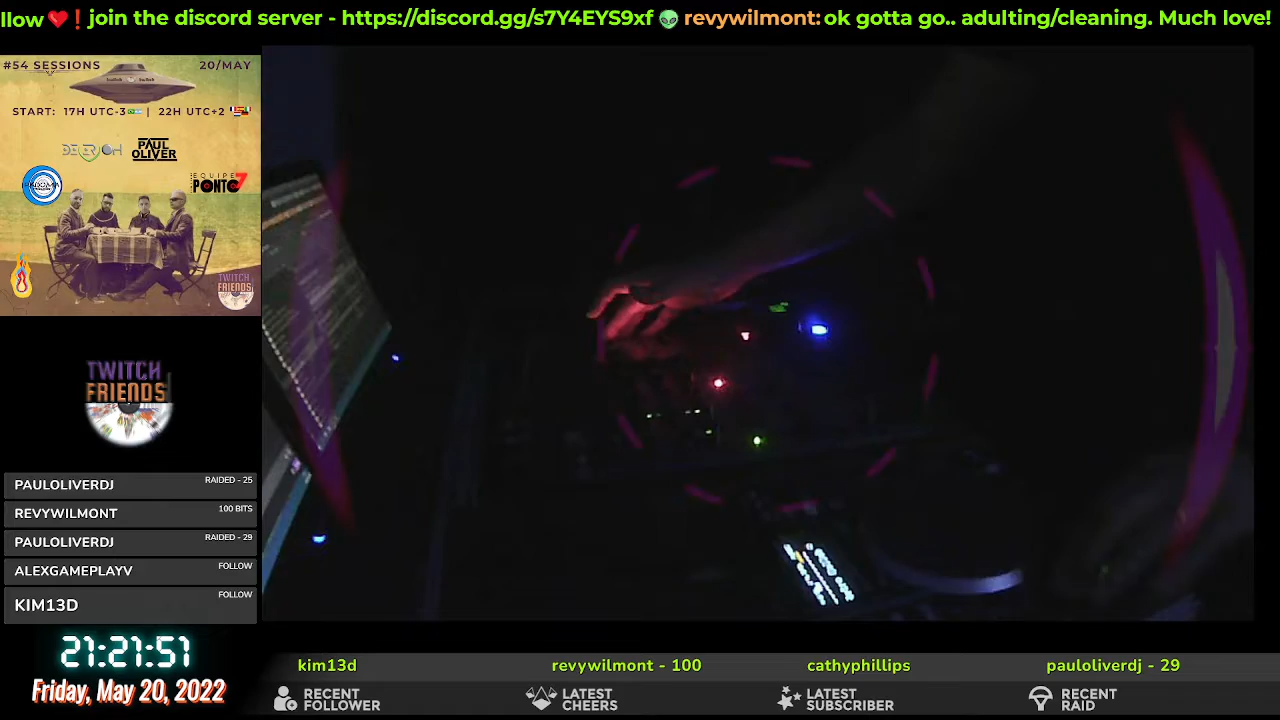 llow❤️❗join the discord server - https://discord.gg/s7Y4EYS9xf 👽 revywilmont: ok gotta go.. adulting/cleaning. Much love!
#54 SESSIONS
20/MAY
START: 17H UTC-3 | 22H UTC+2
PAUL OLIVER
EQUIPE
PONTO7
TWITCH
FRIENDS
TWITCH
FRIENDS
PAULOLIVERDJ RAIDED - 25
REVYWILMONT 100 BITS
PAULOLIVERDJ RAIDED - 29
ALEXGAMEPLAYV FOLLOW
KIM13D FOLLOW
21:21:51
Friday, May 20, 2022
kim13d
RECENT
FOLLOWER
revywilmont - 100
LATEST
CHEERS
cathyphillips
LATEST
SUBSCRIBER
pauloliverdj - 29
RECENT
RAID